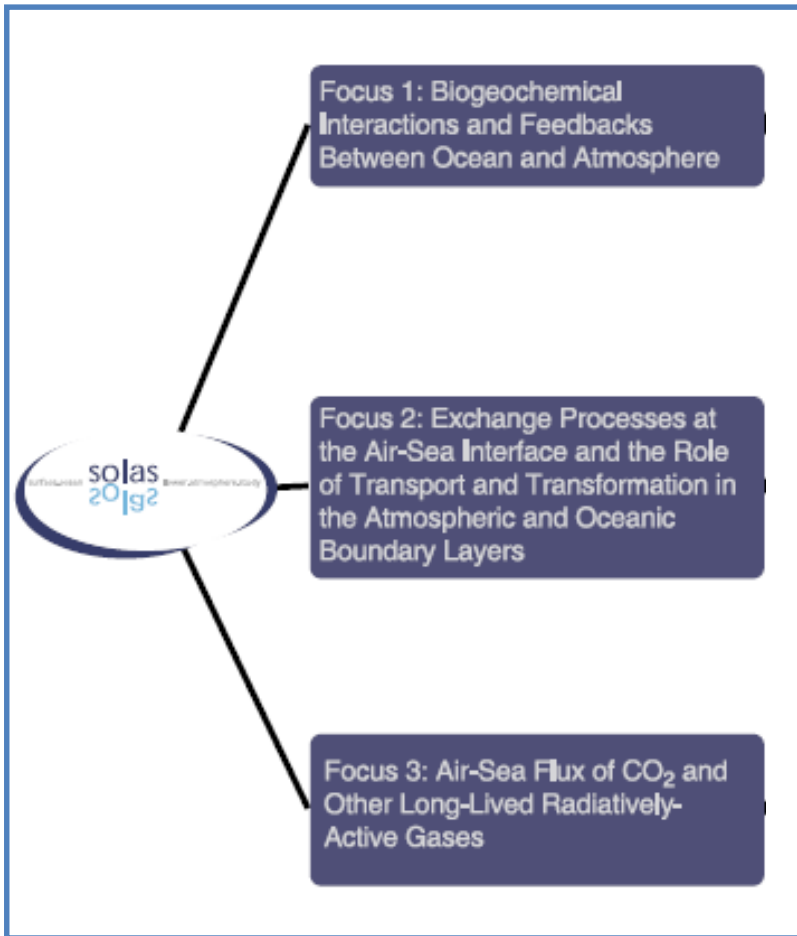 Focus 1: Biogeochemical
Interactions and Feedbacks
Between Ocean and Atmosphere
solas
solas
Focus 2: Exchange Processes at
the Air-Sea Interface and the Role
of Transport and Transformation in
the Atmospheric and Oceanic
Boundary Layers
Focus 3: Air-Sea Flux of CO₂ and
Other Long-Lived Radiatively-
Active Gases